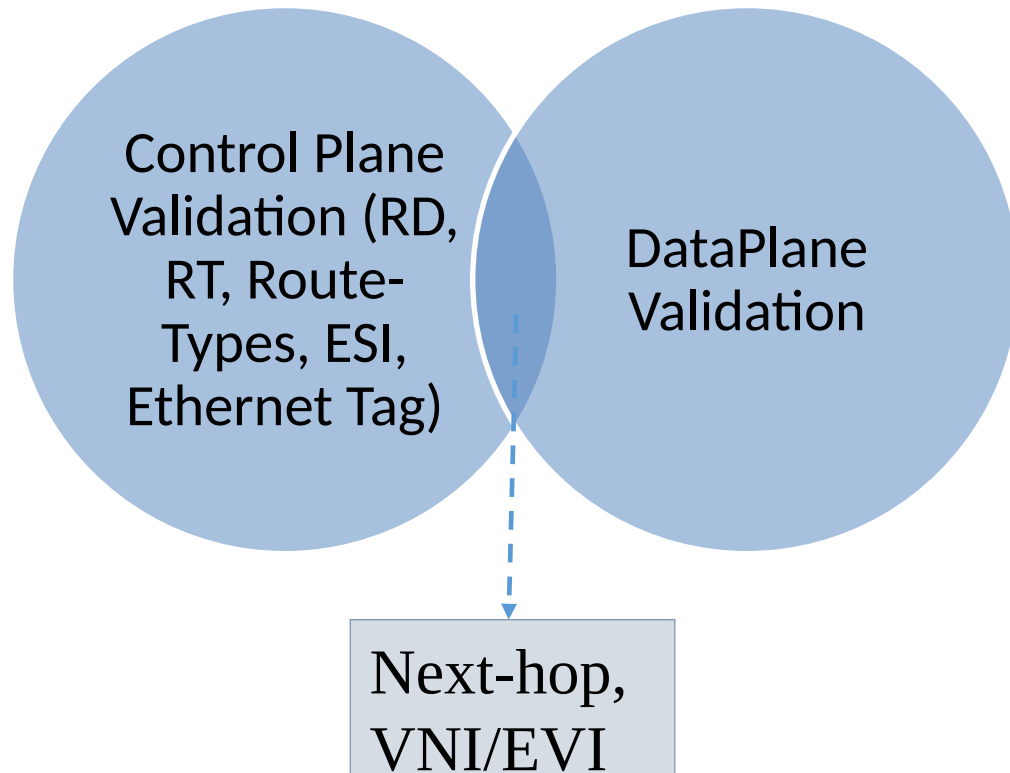 Control Plane
Validation (RD,
RT, Route-
Types, ESI,
Ethernet Tag)
DataPlane
Validation
Next-hop,
VNI/EVI